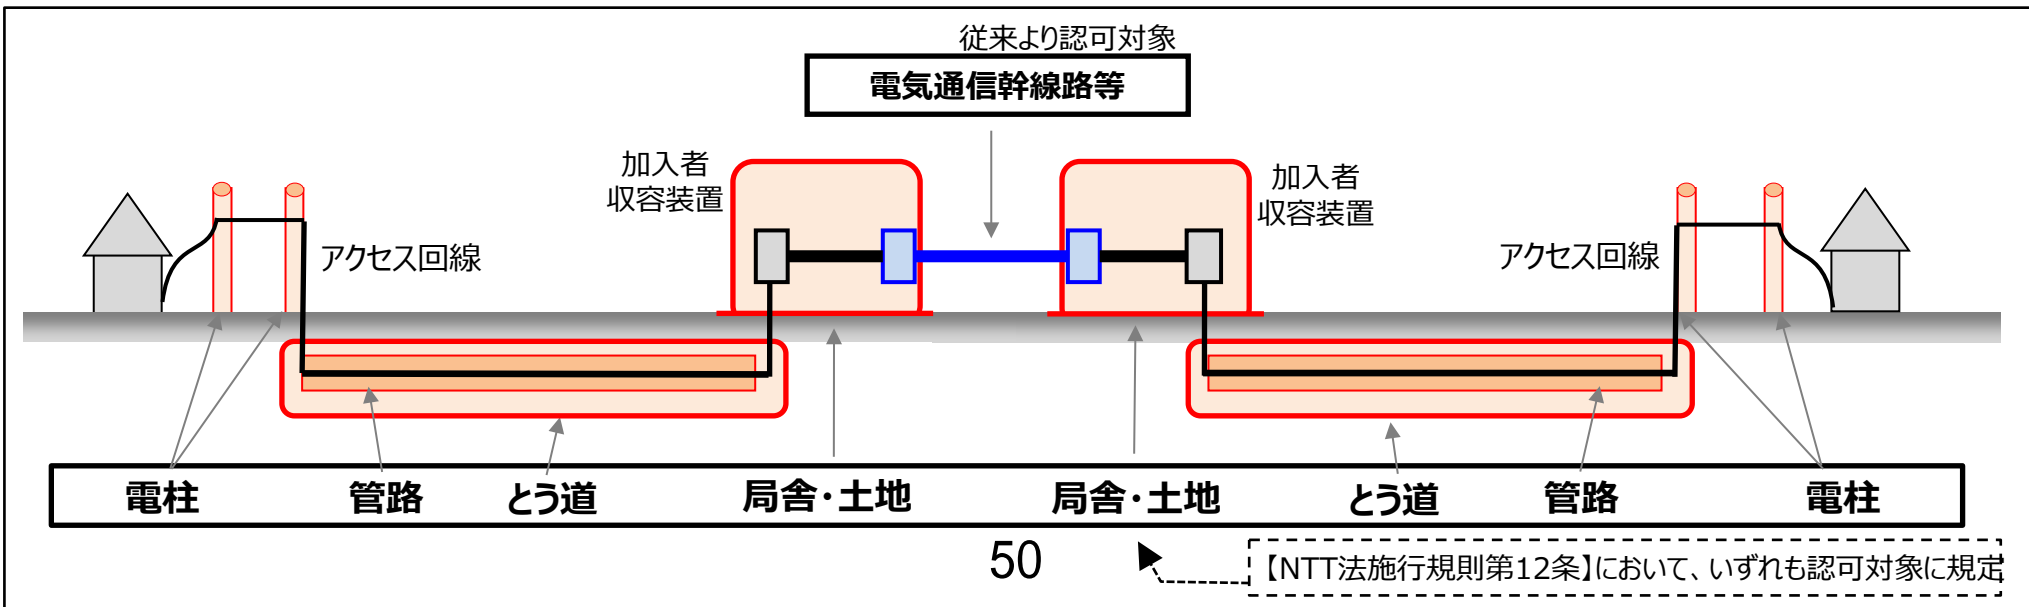 従来より認可対象
電気通信幹線路等
加入者
収容装置
加入者
収容装置
アクセス回線
アクセス回線
電柱 管路 とう道 局舎・土地 局舎・土地 とう道 管路 電柱
50
【NTT法施行規則第12条】において、いずれも認可対象に規定